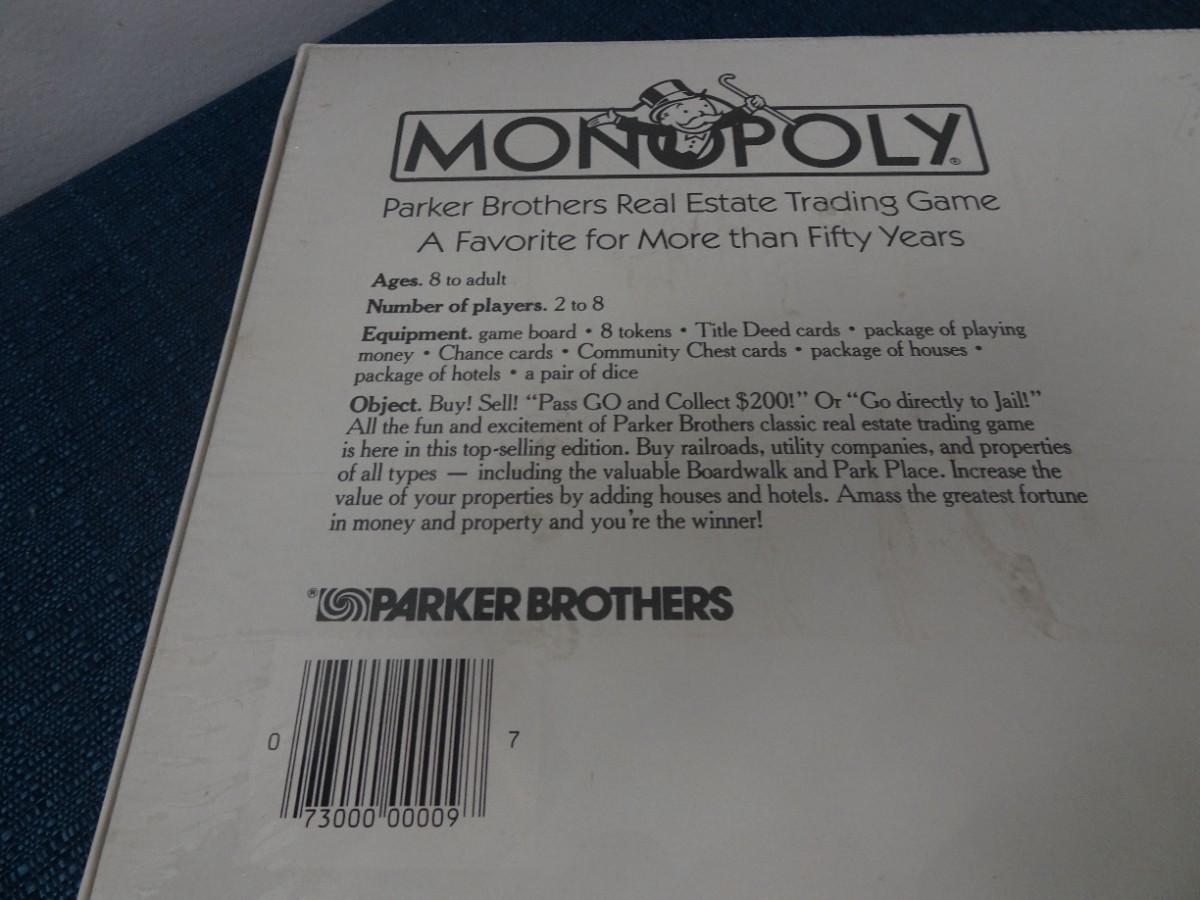 MONOPOLY®
Parker Brothers Real Estate Trading Game
A Favorite for More than Fifty Years
Ages. 8 to adult
Number of players. 2 to 8
Equipment. game board • 8 tokens • Title Deed cards • package of playing
money • Chance cards • Community Chest cards • package of houses •
package of hotels • a pair of dice
Object. Buy! Sell! “Pass GO and Collect $200!” Or “Go directly to Jail!”
All the fun and excitement of Parker Brothers classic real estate trading game
is here in this top-selling edition. Buy railroads, utility companies, and properties
of all types — including the valuable Boardwalk and Park Place. Increase the
value of your properties by adding houses and hotels. Amass the greatest fortune
in money and property and you're the winner!
® PARKER BROTHERS
0 73000 00009 7